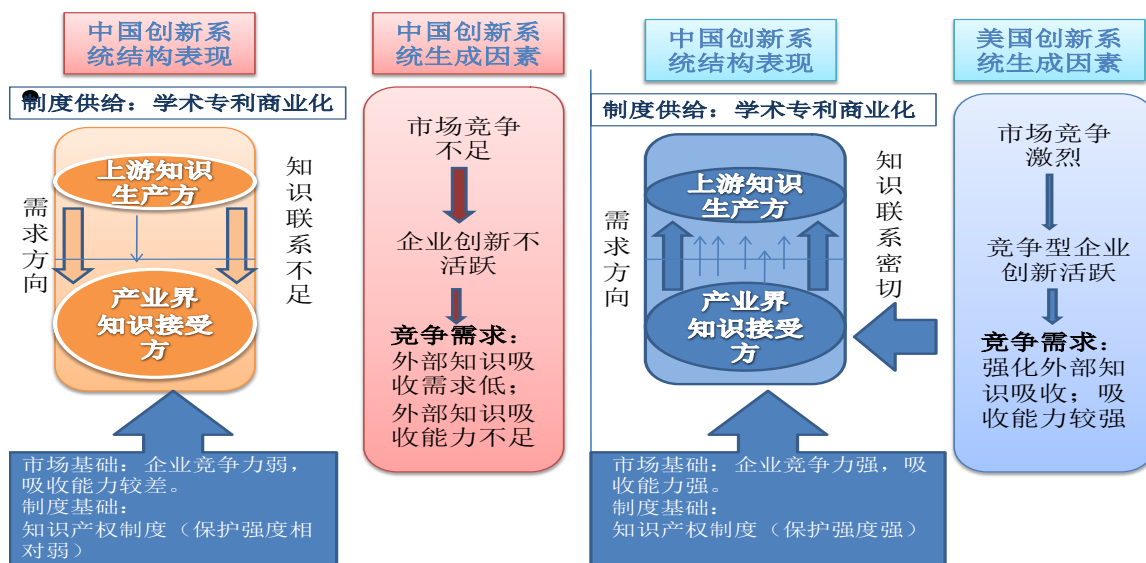 中国创新系
统结构表现
制度供给：学术专利商业化
上游知识
生产方
需求方向
知识联系不足
产业界
知识接受
方
市场基础：企业竞争力弱，
吸收能力较差。
制度基础：
知识产权制度（保护强度相
对弱）
中国创新系
统生成因素
市场竞争
不足
企业创新不
活跃
竞争需求：
外部知识吸
收需求低；
外部知识吸
收能力不足
中国创新系
统结构表现
制度供给：学术专利商业化
上游知识
生产方
需求方向
知识联系密切
产业界
知识接受
方
市场基础：企业竞争力强，吸
收能力强。
制度基础：
知识产权制度（保护强度强）
美国创新系
统生成因素
市场竞争
激烈
竞争型企业
创新活跃
竞争需求：
强化外部知
识吸收；吸
收能力较强